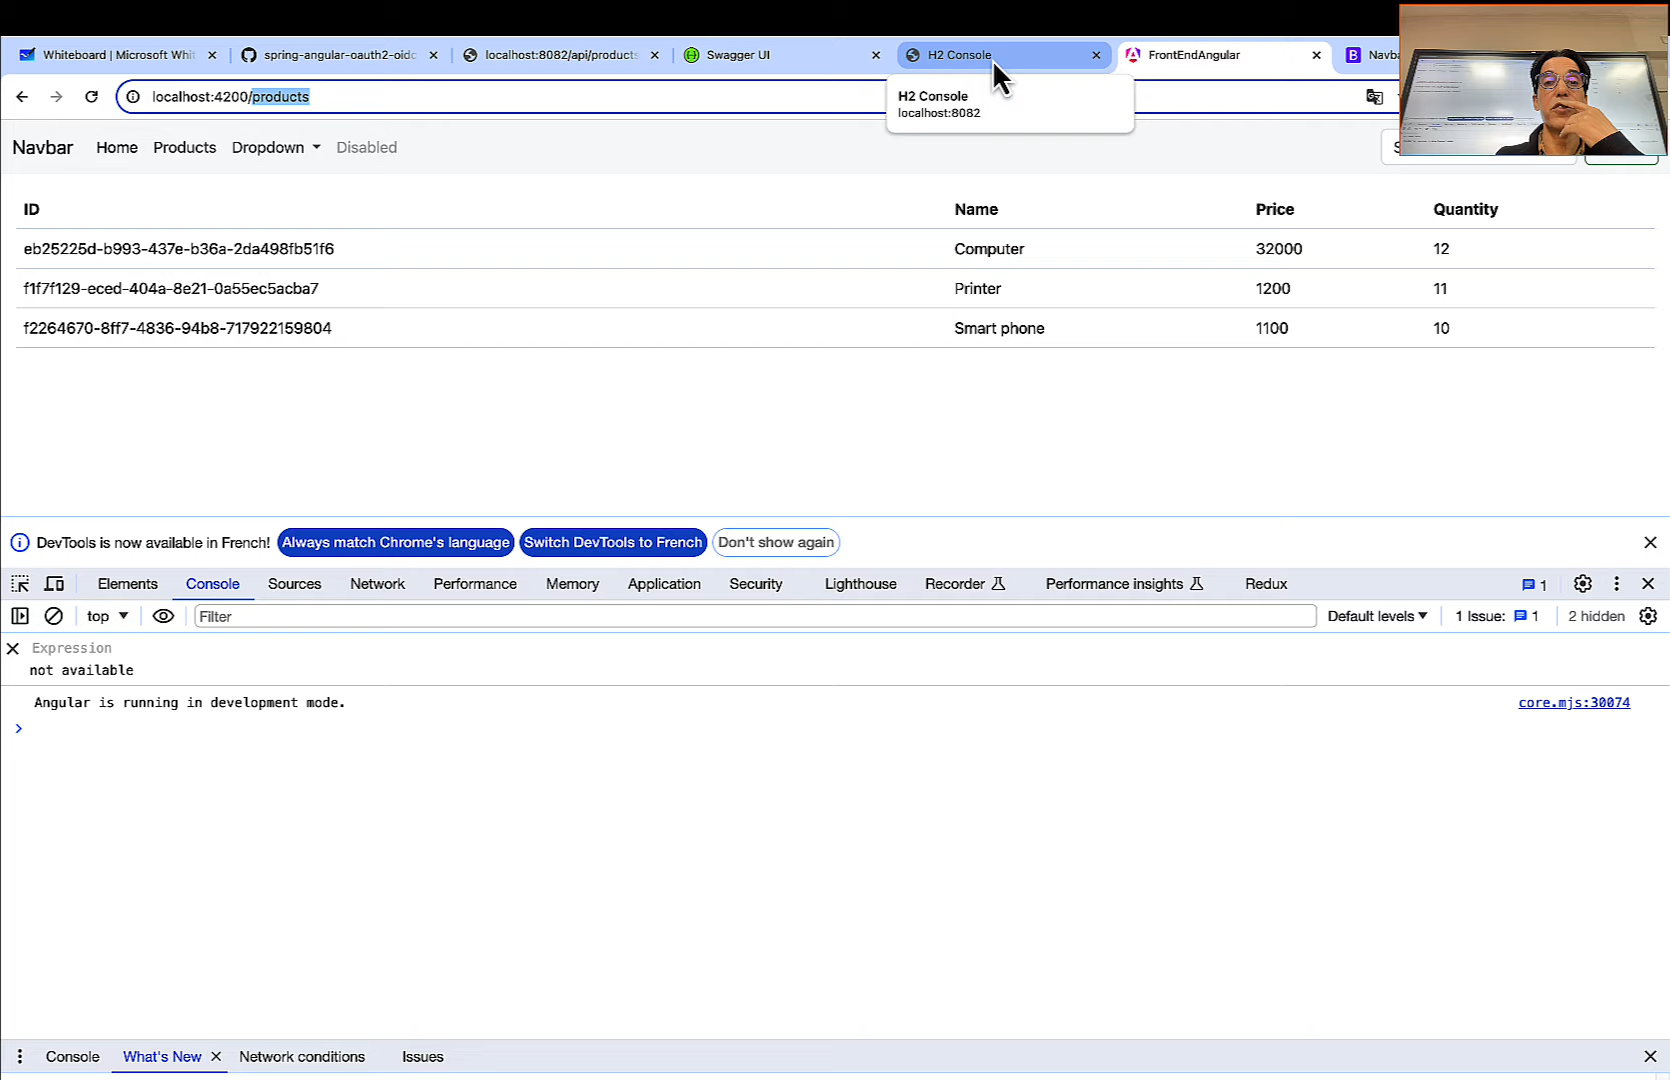 Whiteboard | Microsoft Whit
spring-angular-oauth2-oidc
localhost:8082/api/products
Swagger UI
H2 Console
FrontEndAngular
Navba
localhost:4200/products
H2 Console
localhost:8082
Navbar Home Products Dropdown Disabled S
ID Name Price Quantity
eb25225d-b993-437e-b36a-2da498fb51f6 Computer 32000 12
f1f7f129-eced-404a-8e21-0a55ec5acba7 Printer 1200 11
f2264670-8ff7-4836-94b8-717922159804 Smart phone 1100 10
DevTools is now available in French! Always match Chrome's language Switch DevTools to French Don't show again
Elements Console Sources Network Performance Memory Application Security Lighthouse Recorder Performance insights Redux 1
top Filter Default levels 1 Issue: 1 2 hidden
Expression
not available
Angular is running in development mode. core.mjs:30074
>
Console What's New Network conditions Issues